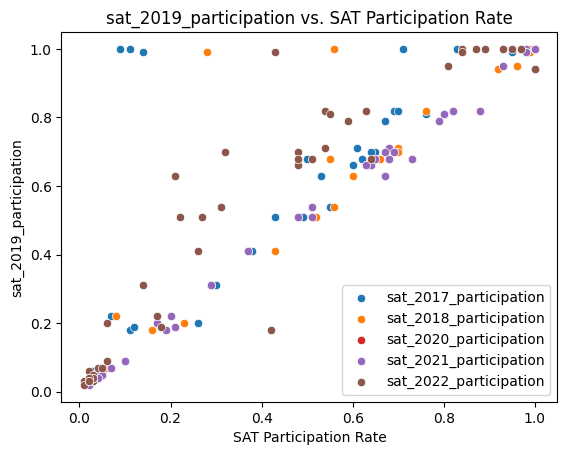 sat_2019_participation vs. SAT Participation Rate
sat_2019_participation
1.0
0.8
0.6
0.4
0.2
0.0
sat_2017_participation
sat_2018_participation
sat_2020_participation
sat_2021_participation
sat_2022_participation
0.0 0.2 0.4 0.6 0.8 1.0
SAT Participation Rate